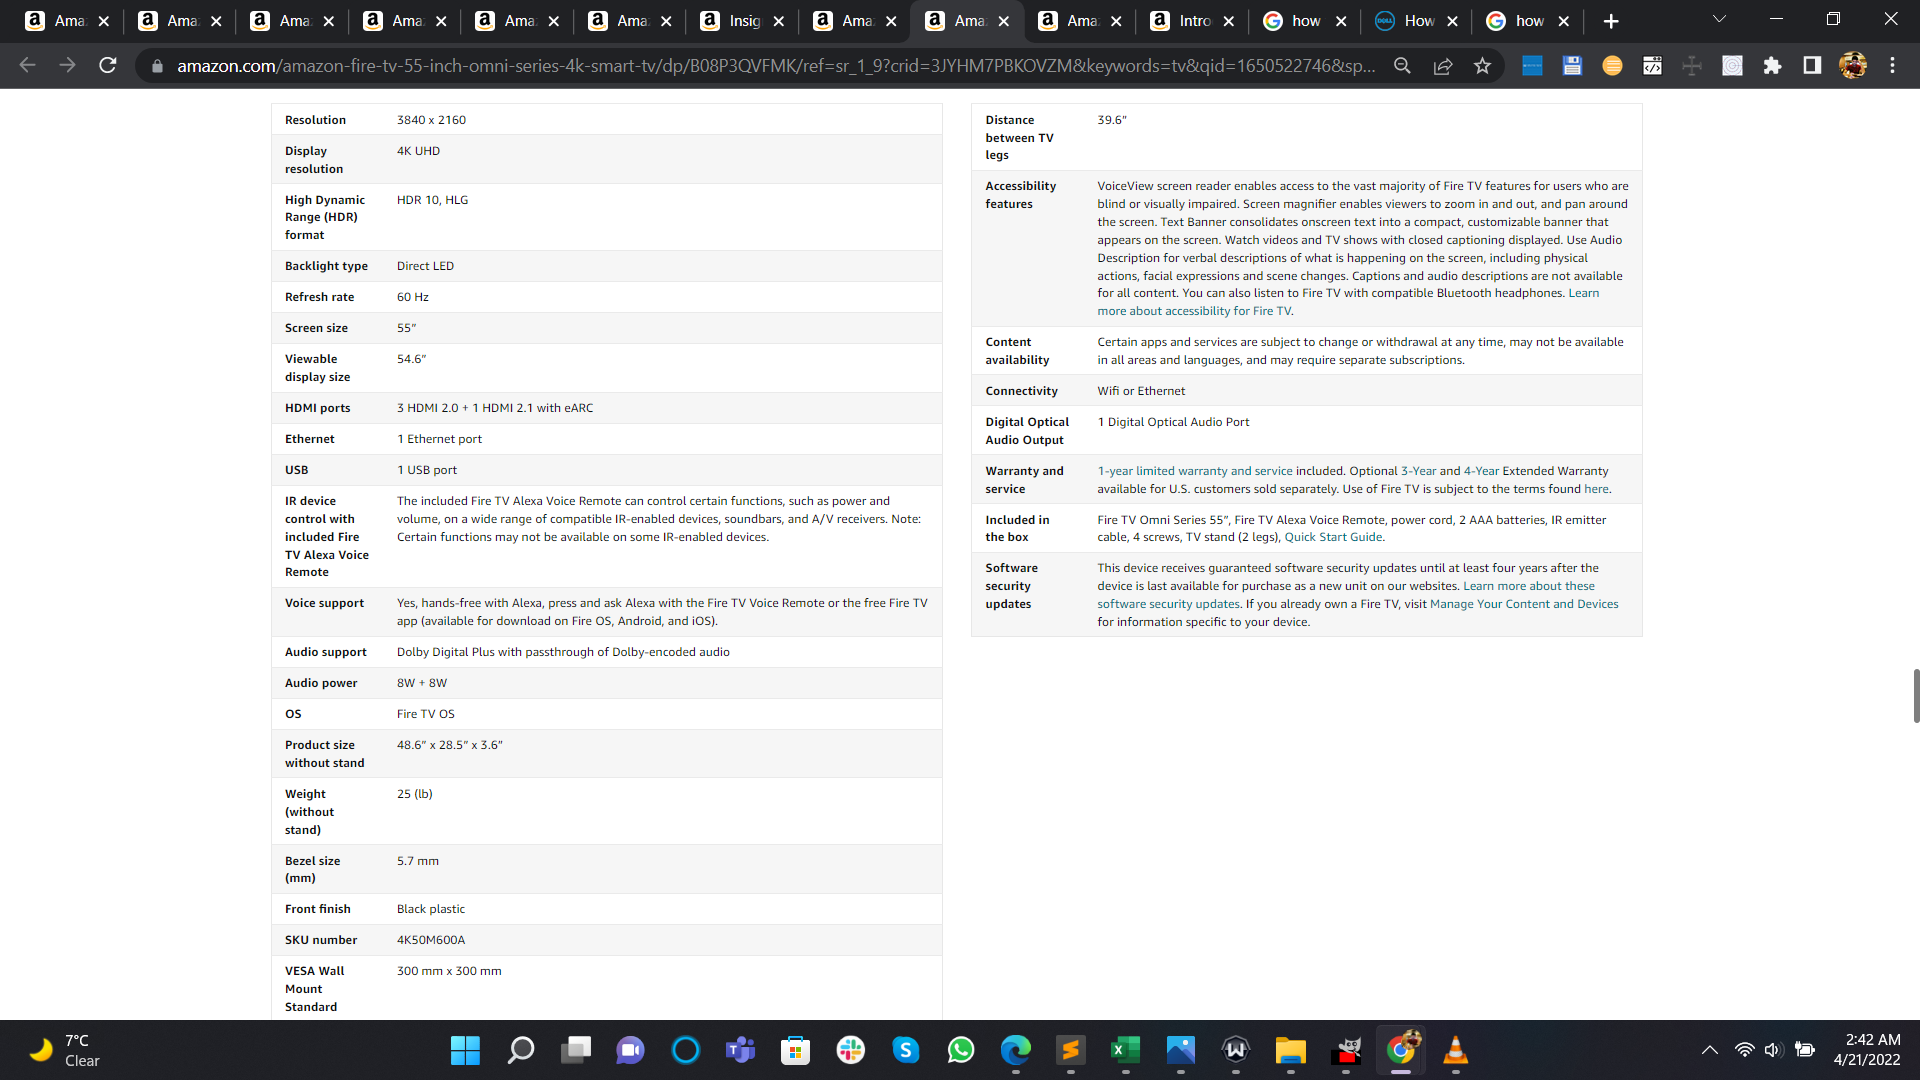 Ama
Ama
Ama
Ama
Ama
Ama
Insig
Ama
Ama
Ama
Intro
how
How
how
amazon.com/amazon-fire-tv-55-inch-omni-series-4k-smart-tv/dp/B08P3QVFMK/ref=sr_1_9?crid=3JYHM7PBKOVZM&keywords=tv&qid=1650522746&sp...
Resolution 3840 x 2160
Display
resolution
4K UHD
High Dynamic
Range (HDR)
format
HDR 10, HLG
Backlight type Direct LED
Refresh rate 60 Hz
Screen size 55"
Viewable
display size
54.6"
HDMI ports 3 HDMI 2.0 + 1 HDMI 2.1 with eARC
Ethernet 1 Ethernet port
USB 1 USB port
IR device
control with
included Fire
TV Alexa Voice
Remote
The included Fire TV Alexa Voice Remote can control certain functions, such as power and
volume, on a wide range of compatible IR-enabled devices, soundbars, and A/V receivers. Note:
Certain functions may not be available on some IR-enabled devices.
Voice support
Yes, hands-free with Alexa, press and ask Alexa with the Fire TV Voice Remote or the free Fire TV
app (available for download on Fire OS, Android, and iOS).
Audio support Dolby Digital Plus with passthrough of Dolby-encoded audio
Audio power 8W + 8W
OS Fire TV OS
Product size
without stand
48.6" x 28.5" x 3.6"
Weight
(without
stand)
25 (lb)
Bezel size
(mm)
5.7 mm
Front finish Black plastic
SKU number 4K50M600A
VESA Wall
Mount
Standard
300 mm x 300 mm
Distance
between TV
legs
39.6"
Accessibility
features
VoiceView screen reader enables access to the vast majority of Fire TV features for users who are
blind or visually impaired. Screen magnifier enables viewers to zoom in and out, and pan around
the screen. Text Banner consolidates onscreen text into a compact, customizable banner that
appears on the screen. Watch videos and TV shows with closed captioning displayed. Use Audio
Description for verbal descriptions of what is happening on the screen, including physical
actions, facial expressions and scene changes. Captions and audio descriptions are not available
for all content. You can also listen to Fire TV with compatible Bluetooth headphones. Learn
more about accessibility for Fire TV.
Content
availability
Certain apps and services are subject to change or withdrawal at any time, may not be available
in all areas and languages, and may require separate subscriptions.
Connectivity Wifi or Ethernet
Digital Optical
Audio Output
1 Digital Optical Audio Port
Warranty and
service
1-year limited warranty and service included. Optional 3-Year and 4-Year Extended Warranty
available for U.S. customers sold separately. Use of Fire TV is subject to the terms found here.
Included in
the box
Fire TV Omni Series 55", Fire TV Alexa Voice Remote, power cord, 2 AAA batteries, IR emitter
cable, 4 screws, TV stand (2 legs), Quick Start Guide.
Software
security
updates
This device receives guaranteed software security updates until at least four years after the
device is last available for purchase as a new unit on our websites. Learn more about these
software security updates. If you already own a Fire TV, visit Manage Your Content and Devices
for information specific to your device.
7°C
Clear
2:42 AM
4/21/2022